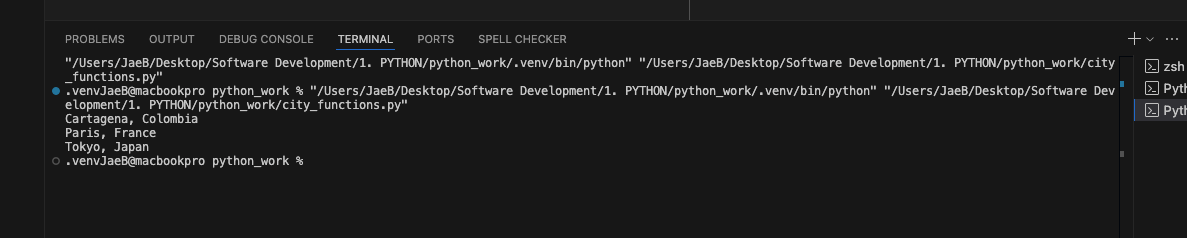 PROBLEMS OUTPUT DEBUG CONSOLE TERMINAL PORTS SPELL CHECKER
"/Users/JaeB/Desktop/Software Development/1. PYTHON/python_work/.venv/bin/python" "/Users/JaeB/Desktop/Software Development/1. PYTHON/python_work/city
_functions.py"
.venvJaeB@macbookpro python_work % "/Users/JaeB/Desktop/Software Development/1. PYTHON/python_work/.venv/bin/python" "/Users/JaeB/Desktop/Software Dev
elopment/1. PYTHON/python_work/city_functions.py"
Cartagena, Colombia
Paris, France
Tokyo, Japan
.venvJaeB@macbookpro python_work %
zsh
Pyth
Pyth